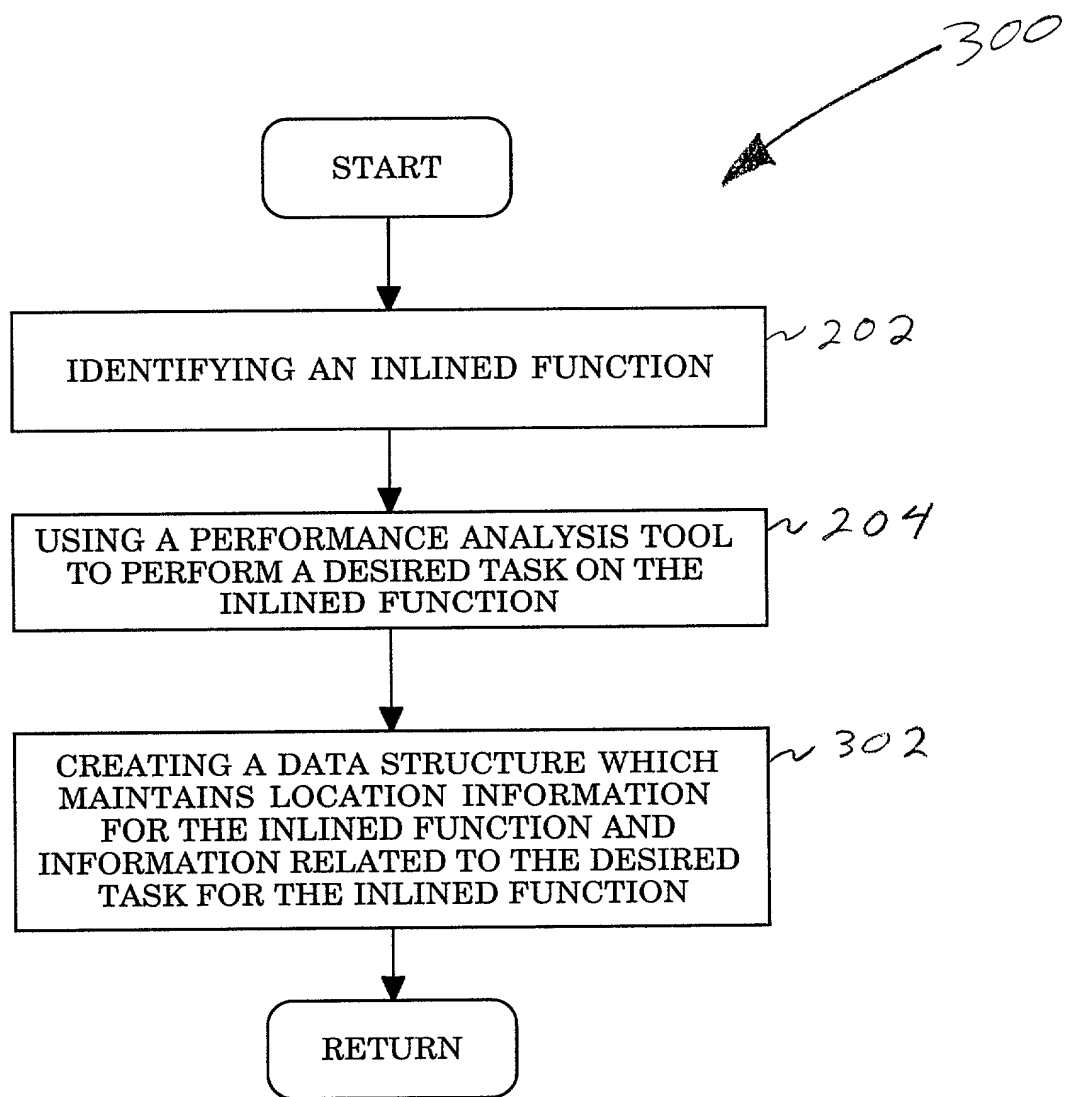 300
START
IDENTIFYING AN INLINED FUNCTION
202
USING A PERFORMANCE ANALYSIS TOOL
TO PERFORM A DESIRED TASK ON THE
INLINED FUNCTION
204
CREATING A DATA STRUCTURE WHICH
MAINTAINS LOCATION INFORMATION
FOR THE INLINED FUNCTION AND
INFORMATION RELATED TO THE DESIRED
TASK FOR THE INLINED FUNCTION
302
RETURN